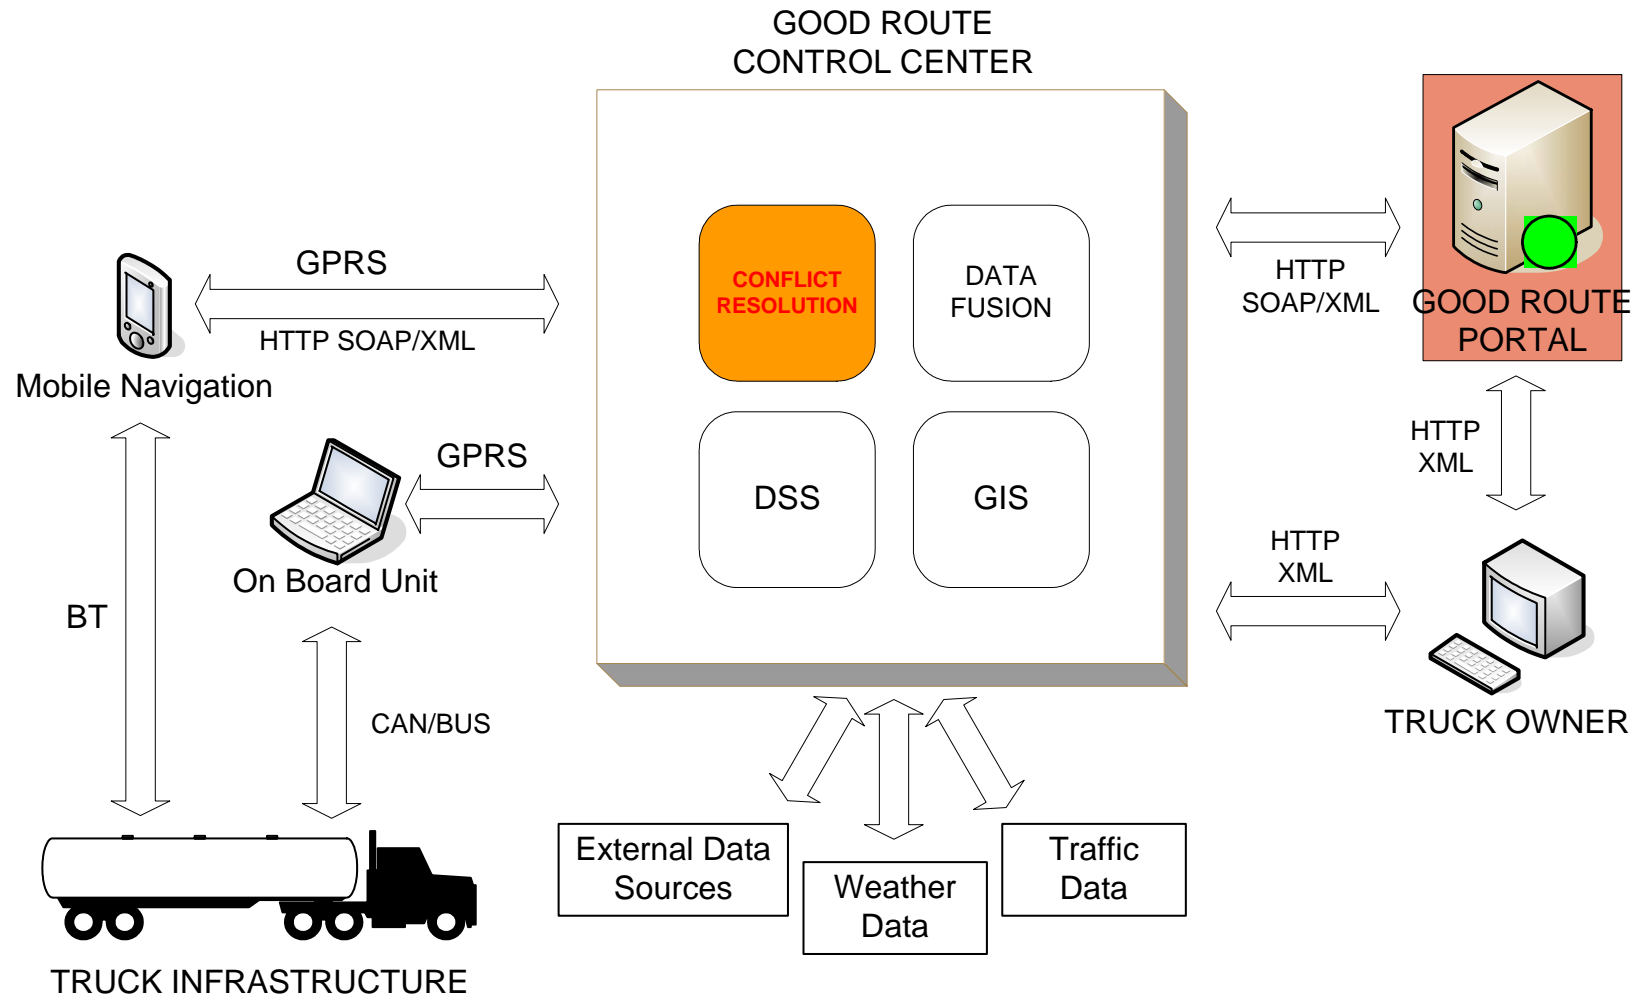 GOOD ROUTE
CONTROL CENTER
CONFLICT
RESOLUTION
DATA
FUSION
DSS
GIS
GPRS
HTTP SOAP/XML
Mobile Navigation
GPRS
On Board Unit
BT
CAN/BUS
TRUCK INFRASTRUCTURE
External Data
Sources
Weather
Data
Traffic
Data
HTTP
SOAP/XML
GOOD ROUTE
PORTAL
HTTP
XML
HTTP
XML
TRUCK OWNER